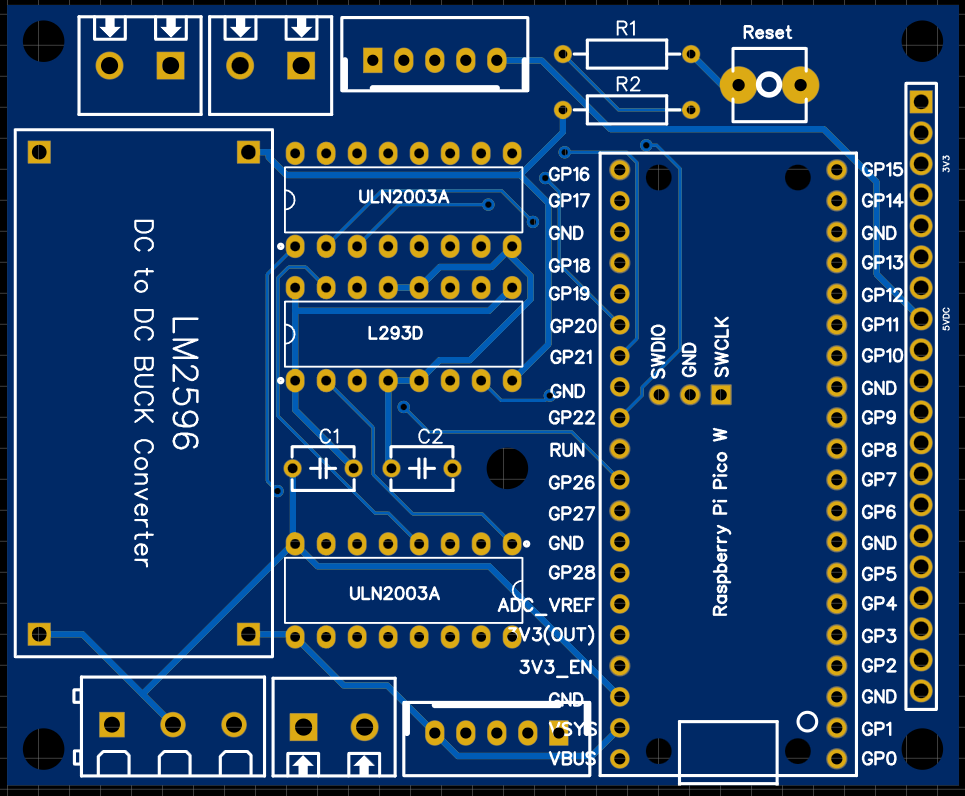 R1
Reset
R2
3V3
ULN2003A
L293D
5VDC
DC to DC BUCK Converter
LM2596
C1
C2
ULN2003A
GP16
GP17
GND
GP18
GP19
GP20
GP21
GND
GP22
RUN
GP26
GP27
GND
GP28
ADC_VREF
3V3(OUT)
3V3_EN
GND
VSYS
VBUS
SWDIO
GND
SWCLK
Raspberry Pi Pico W
GP15
GP14
GND
GP13
GP12
GP11
GP10
GND
GP9
GP8
GP7
GP6
GND
GP5
GP4
GP3
GP2
GND
GP1
GP0